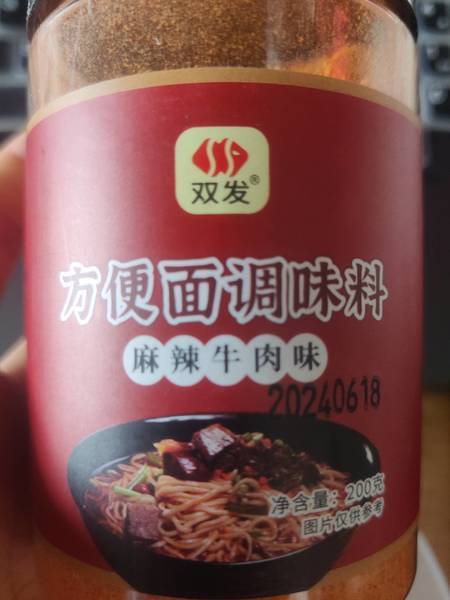 双发®
方便面调味料
麻辣牛肉味
20240618
净含量：200克
图片仅供参考